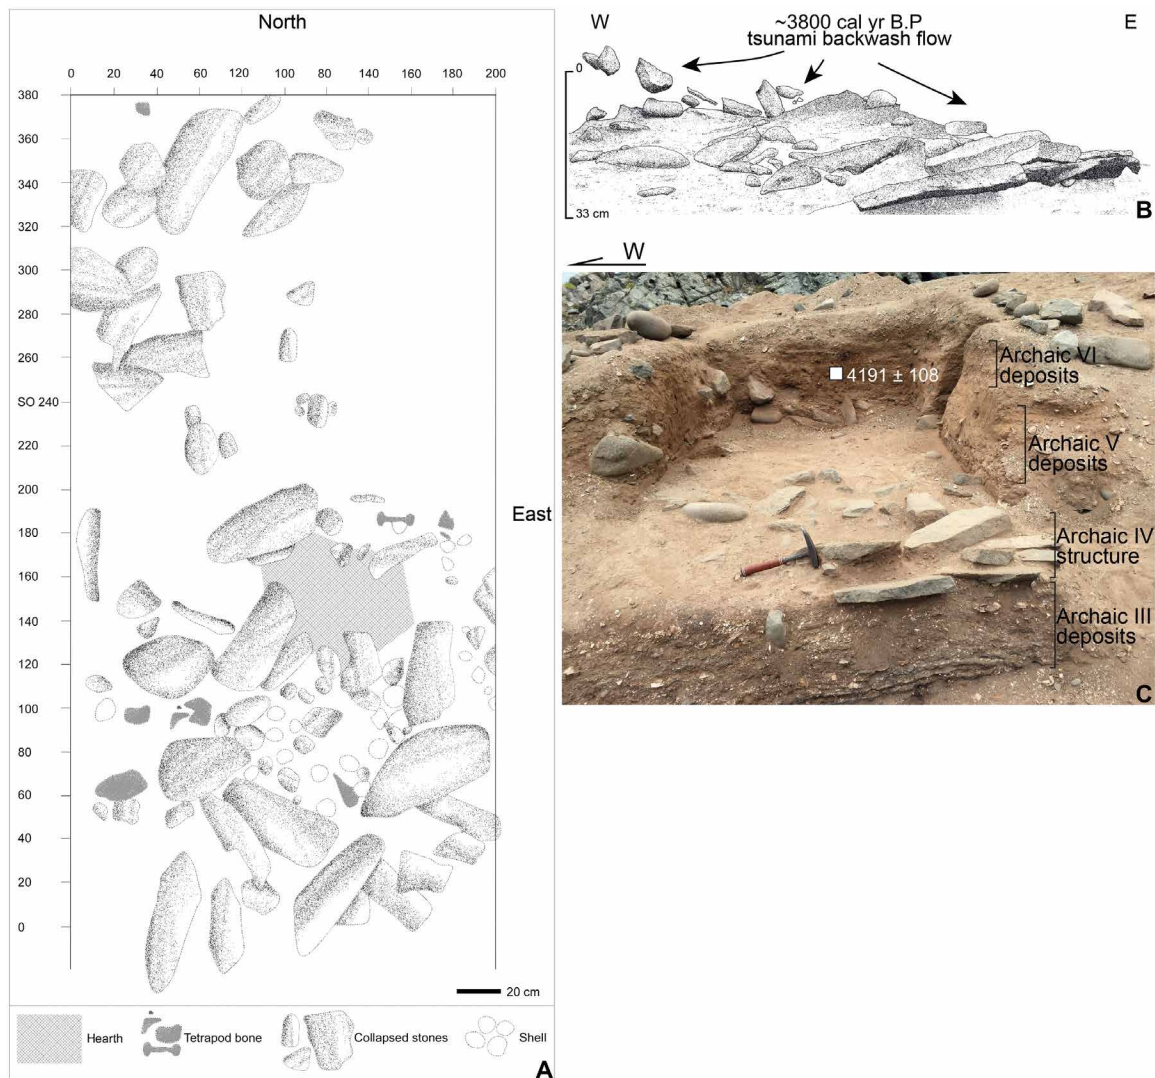 North
0 20 40 60 120 100 80 140 160 200
380
360
340
320
300
280
260
SO 240
220
200
180
160
140
120
100
80
60
40
20
0
East
20 cm
Hearth
Tetrapod bone
Collapsed stones
Shell
A
W
~3800 cal yr B.P
tsunami backwash flow
E
0
33 cm
B
W
4191 ± 108
Archaic VI
deposits
Archaic V
deposits
Archaic IV
structure
Archaic III
deposits
C